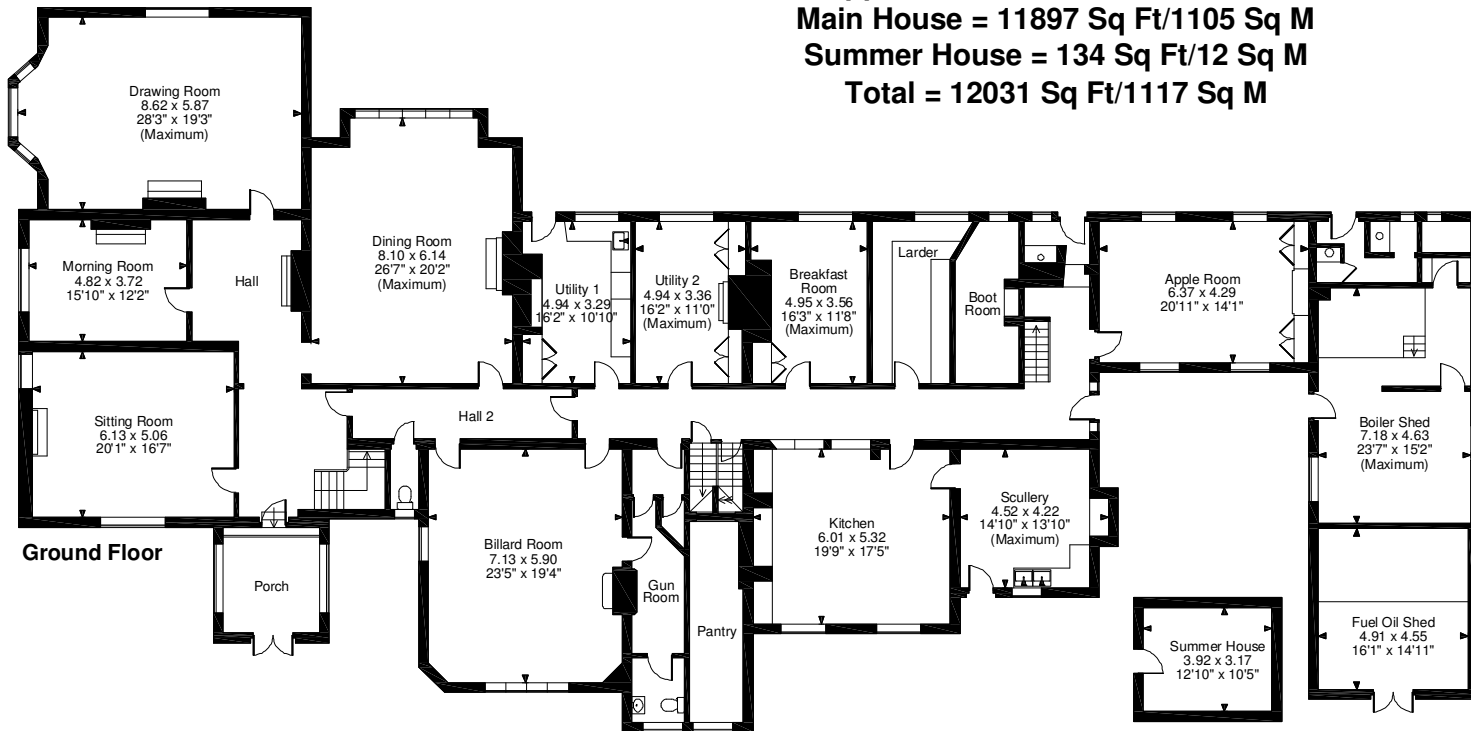 Main House = 11897 Sq Ft/1105 Sq M
Summer House = 134 Sq Ft/12 Sq M
Total = 12031 Sq Ft/1117 Sq M
Drawing Room
8.62 x 5.87
28'3" x 19'3"
(Maximum)
Morning Room
4.82 x 3.72
15'10" x 12'2"
Hall
Dining Room
8.10 x 6.14
26'7" x 20'2"
(Maximum)
Utility 1
4.94 x 3.29
16'2" x 10'10"
Utility 2
4.94 x 3.36
16'2" x 11'0"
(Maximum)
Breakfast
Room
4.95 x 3.56
16'3" x 11'8"
(Maximum)
Larder
Boot
Room
Apple Room
6.37 x 4.29
20'11" x 14'1"
Sitting Room
6.13 x 5.06
20'1" x 16'7"
Hall 2
Boiler Shed
7.18 x 4.63
23'7" x 15'2"
(Maximum)
Ground Floor
Porch
Billard Room
7.13 x 5.90
23'5" x 19'4"
Gun
Room
Pantry
Kitchen
6.01 x 5.32
19'9" x 17'5"
Scullery
4.52 x 4.22
14'10" x 13'10"
(Maximum)
Summer House
3.92 x 3.17
12'10" x 10'5"
Fuel Oil Shed
4.91 x 4.55
16'1" x 14'11"